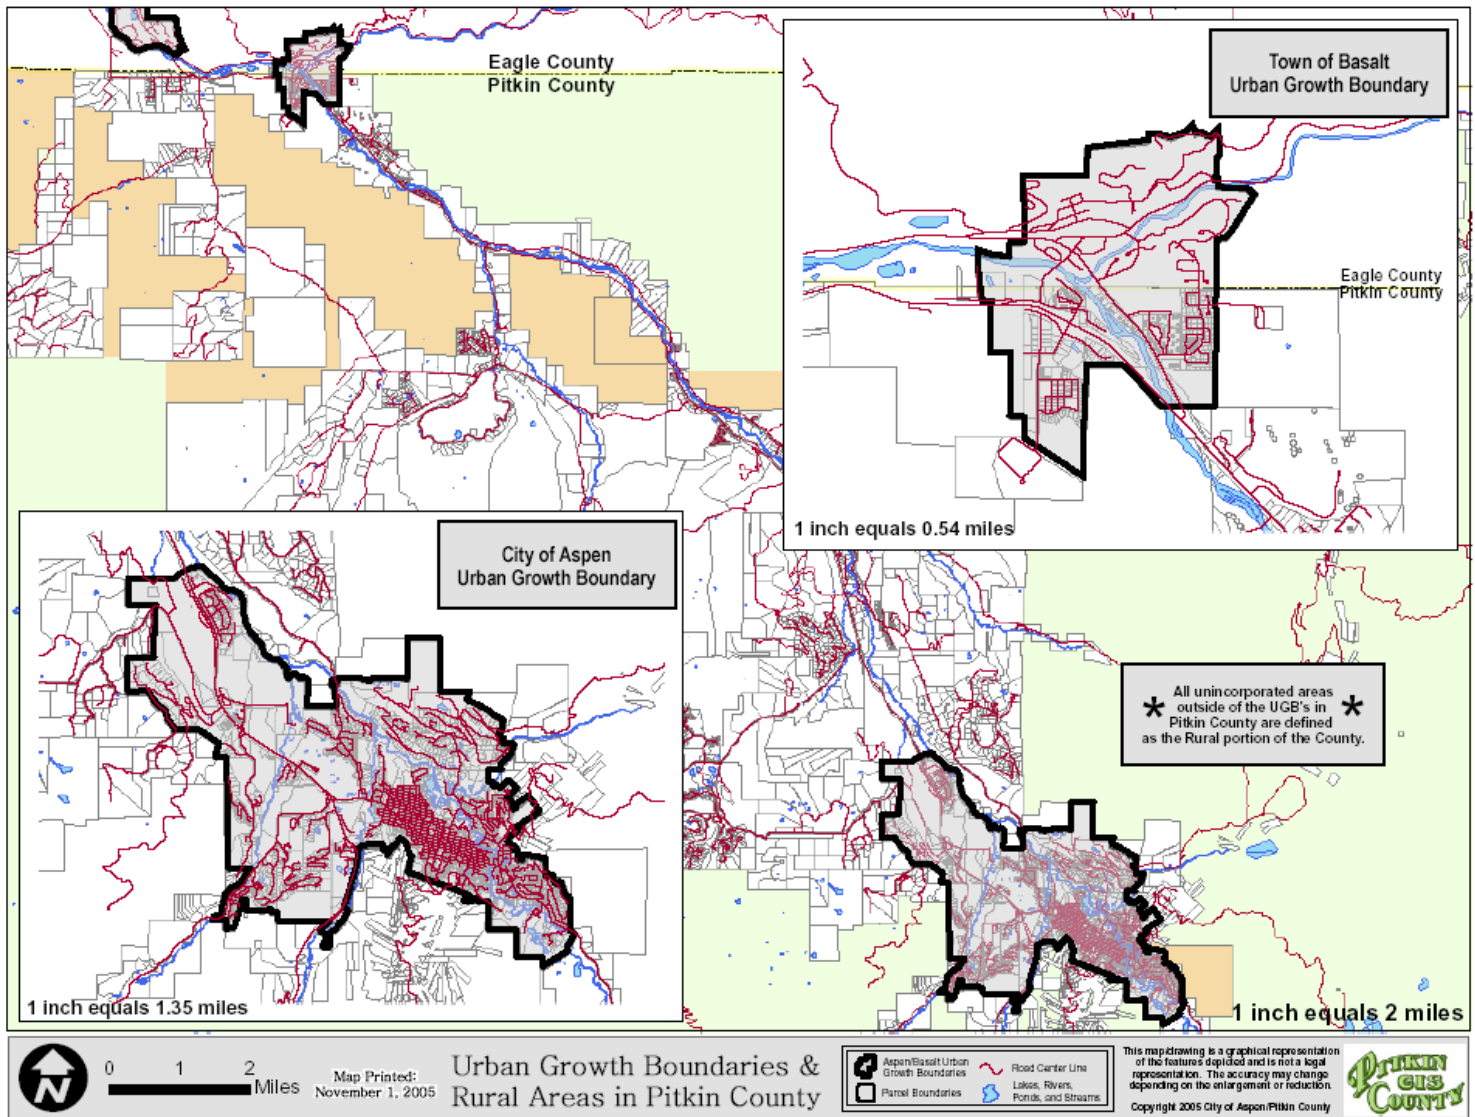 Eagle County
Pitkin County
Town of Basalt
Urban Growth Boundary
Eagle County
Pitkin County
1 inch equals 0.54 miles
City of Aspen
Urban Growth Boundary
1 inch equals 1.35 miles
* All unincorporated areas *
outside of the UGB's in
Pitkin County are defined
as the Rural portion of the County.
1 inch equals 2 miles
N
0 1 2
Miles
Map Printed:
November 1, 2005
Urban Growth Boundaries &
Rural Areas in Pitkin County
Aspen/Basalt Urban
Growth Boundaries
Parcel Boundaries
Road Center Line
Lakes, Rivers,
Ponds, and Streams
This map/drawing is a graphical representation
of the features depicted and is not a legal
representation. The accuracy may change
depending on the enlargement or reduction.
Copyright 2005 City of Aspen/Pitkin County
PITKIN
GIS
COUNTY